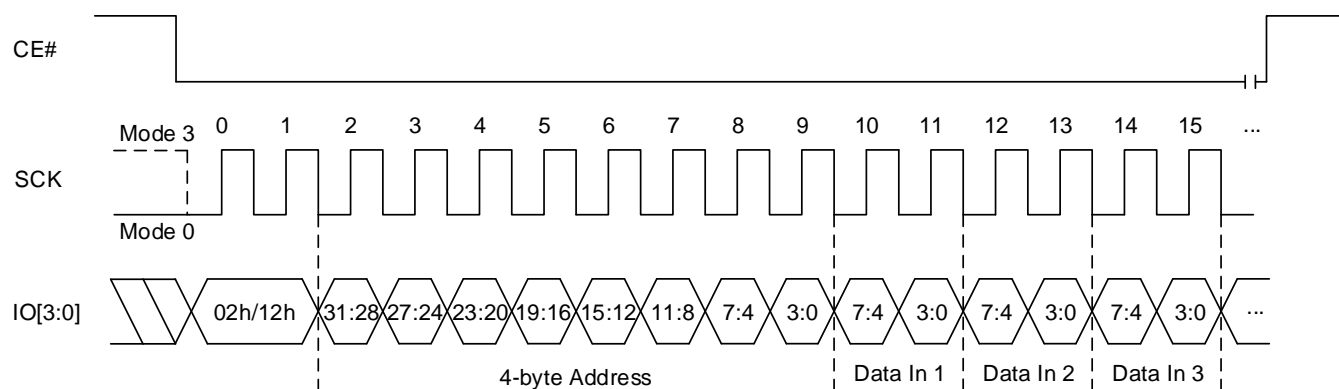 CE#
0 1 2 3 4 5 6 7 8 9 10 11 12 13 14 15 ...
Mode 3
SCK
Mode 0
IO[3:0] 02h/12h 31:28 27:24 23:20 19:16 15:12 11:8 7:4 3:0 7:4 3:0 7:4 3:0 7:4 3:0 ...
4-byte Address Data In 1 Data In 2 Data In 3